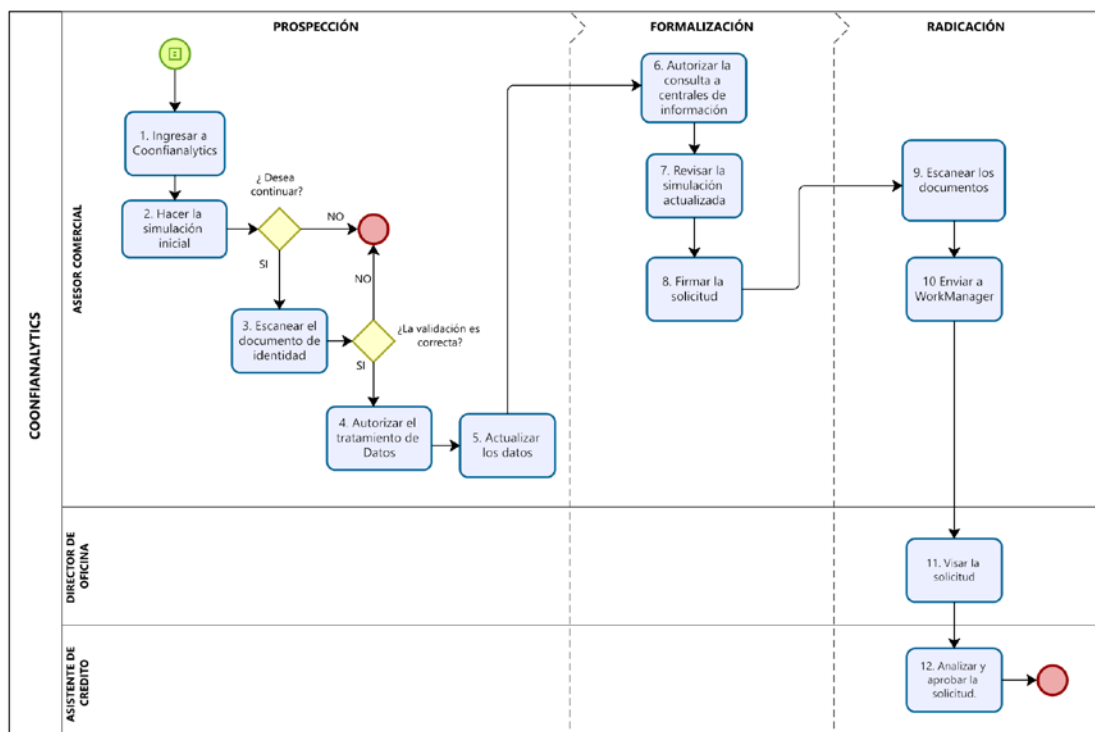 PROSPECCIÓN
FORMALIZACIÓN
RADICACIÓN
COONFIANALYTICS
ASESOR COMERCIAL
1. Ingresar a
Coonfianalytics
2. Hacer la
simulación
inicial
¿ Desea
continuar?
NO
SI
3. Escanear el
documento de
identidad
NO
¿La validación es
correcta?
SI
4. Autorizar el
tratamiento de
Datos
5. Actualizar
los datos
6. Autorizar la
consulta a
centrales de
información
7. Revisar la
simulación
actualizada
8. Firmar la
solicitud
9. Escanear los
documentos
10 Enviar a
WorkManager
DIRECTOR DE
OFICINA
11. Visar la
solicitud
ASISTENTE DE
CREDITO
12. Analizar y
aprobar la
solicitud.